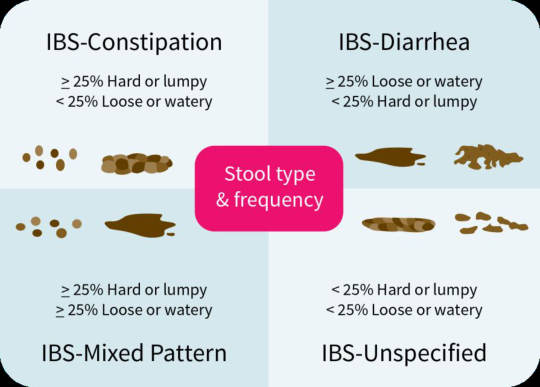 IBS-Constipation
≥ 25% Hard or lumpy
< 25% Loose or watery
IBS-Diarrhea
≥ 25% Loose or watery
< 25% Hard or lumpy
Stool type
& frequency
≥ 25% Hard or lumpy
≥ 25% Loose or watery
IBS-Mixed Pattern
< 25% Hard or lumpy
< 25% Loose or watery
IBS-Unspecified